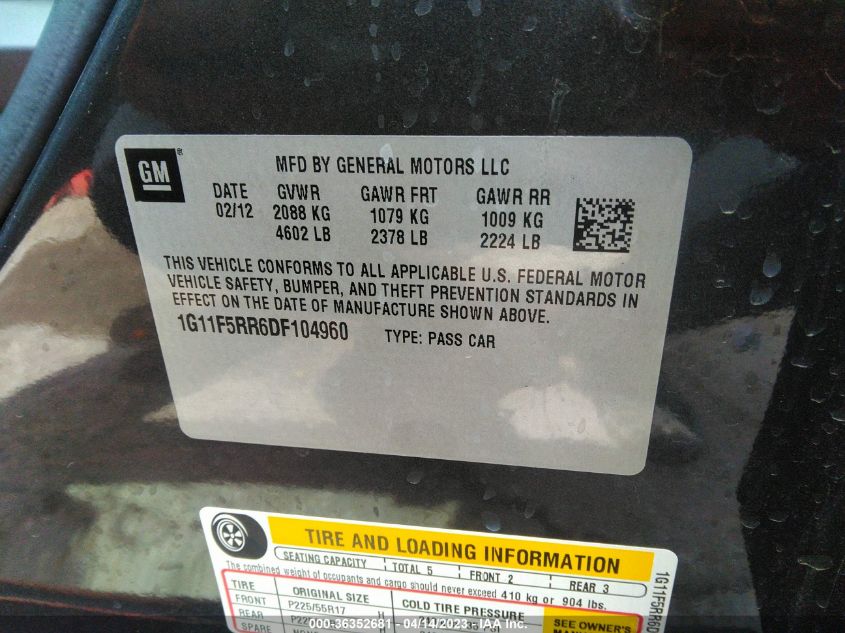 GM ®
MFD BY GENERAL MOTORS LLC
DATE GVWR GAWR FRT GAWR RR
02/12 2088 KG 1079 KG 1009 KG
4602 LB 2378 LB 2224 LB
THIS VEHICLE CONFORMS TO ALL APPLICABLE U.S. FEDERAL MOTOR
VEHICLE SAFETY, BUMPER, AND THEFT PREVENTION STANDARDS IN
EFFECT ON THE DATE OF MANUFACTURE SHOWN ABOVE.
1G11F5RR6DF104960 TYPE: PASS CAR
TIRE AND LOADING INFORMATION
SEATING CAPACITY TOTAL 5 FRONT 2 REAR 3
The combined weight of occupants and cargo should never exceed 410 kg or 904 lbs.
TIRE ORIGINAL SIZE COLD TIRE PRESSURE
FRONT P225/55R17 H
SEE OWNER'S
REAR H
SPARE
1G11F5RR6D
000-36352681 - 04/14/2023 - IAA, Inc.